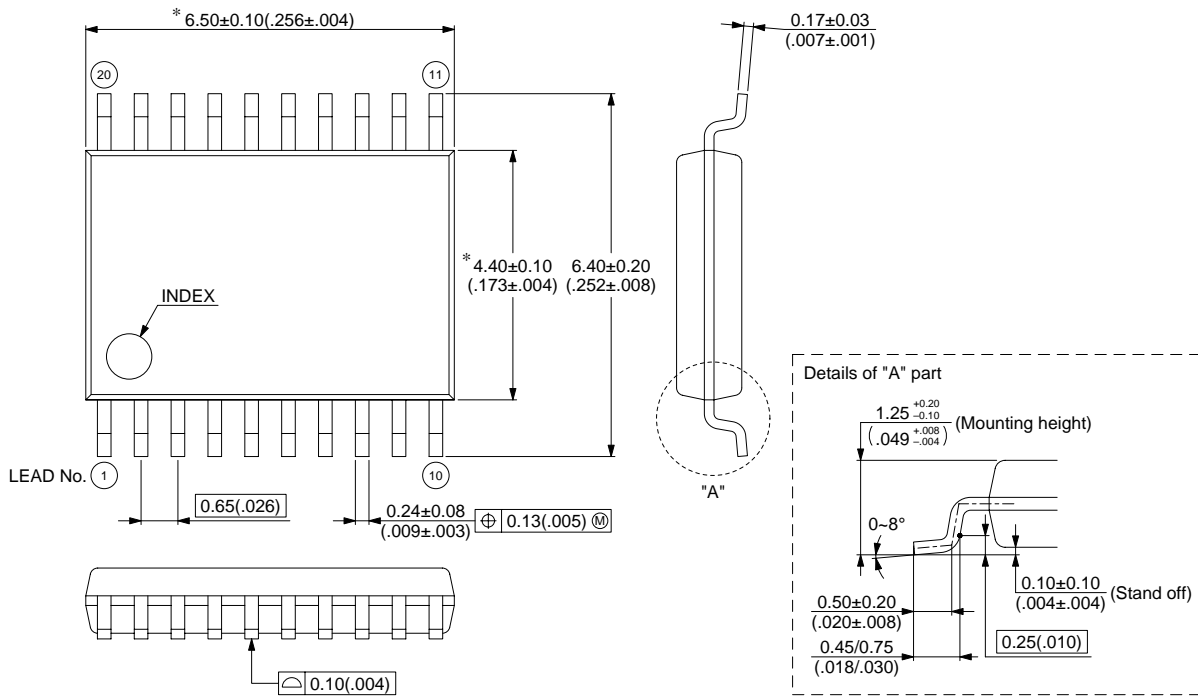 * 6.50±0.10(.256±.004)
0.17±0.03
(.007±.001)
20
11
* 4.40±0.10
(.173±.004)
6.40±0.20
(.252±.008)
INDEX
LEAD No.
1
10
"A"
0.65(.026)
0.24±0.08
(.009±.003)
⌖ 0.13(.005) Ⓜ
⌓ 0.10(.004)
Details of "A" part
1.25 +0.20 –0.10
(.049 +.008 –.004)
(Mounting height)
0~8°
0.50±0.20
(.020±.008)
0.45/0.75
(.018/.030)
0.10±0.10
(.004±.004)
(Stand off)
0.25(.010)